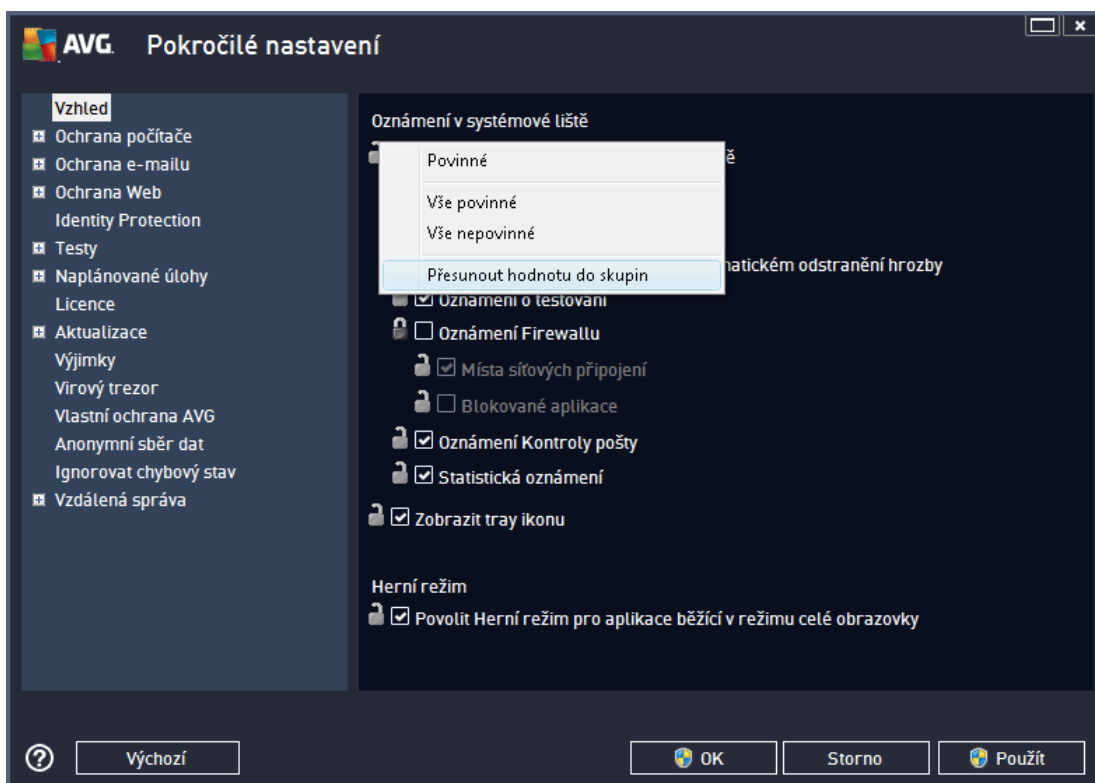 AVG. Pokročilé nastavení
Vzhled
Ochrana počítače
Ochrana e-mailu
Ochrana Web
Identity Protection
Testy
Naplánované úlohy
Licence
Aktualizace
Výjimky
Virový trezor
Vlastní ochrana AVG
Anonymní sběr dat
Ignorovat chybový stav
Vzdálená správa
Oznámení v systémové liště
Povinné
Vše povinné
Vše nepovinné
Přesunout hodnotu do skupin
odstranění hrozby
Oznámení o testování
Oznámení Firewallu
Místa síťových připojení
Blokované aplikace
Oznámení Kontroly pošty
Statistická oznámení
Zobrazit tray ikonu
Herní režim
Povolit Herní režim pro aplikace běžící v režimu celé obrazovky
Výchozí
OK
Storno
Použít